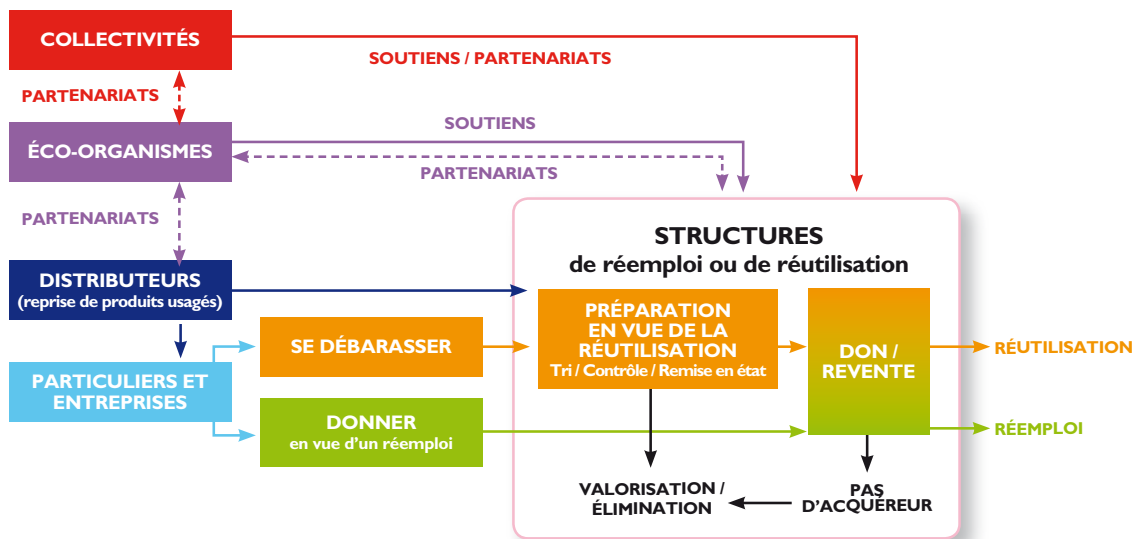 COLLECTIVITÉS
SOUTIENS / PARTENARIATS
PARTENARIATS
ÉCO-ORGANISMES
SOUTIENS
PARTENARIATS
PARTENARIATS
STRUCTURES
de réemploi ou de réutilisation
DISTRIBUTEURS
(reprise de produits usagés)
PRÉPARATION
EN VUE DE LA
RÉUTILISATION
Tri / Contrôle / Remise en état
SE DÉBARASSER
DON /
REVENTE
RÉUTILISATION
PARTICULIERS ET
ENTREPRISES
DONNER
en vue d'un réemploi
RÉEMPLOI
VALORISATION /
ÉLIMINATION
PAS
D'ACQUÉREUR